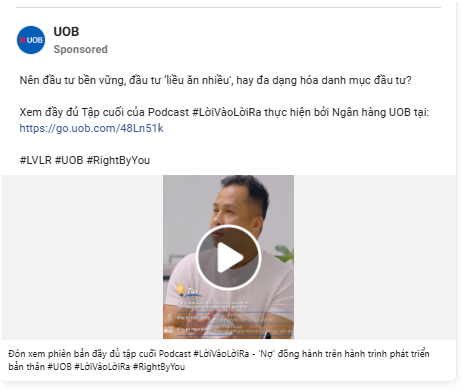 UOB
UOB
Sponsored
Nên đầu tư bền vững, đầu tư ‘liều ăn nhiều', hay đa dạng hóa danh mục đầu tư?
Xem đầy đủ Tập cuối của Podcast #LờiVàoLờiRa thực hiện bởi Ngân hàng UOB tại:
https://go.uob.com/48Ln51k
#LVLR #UOB #RightByYou
Đón xem phiên bản đầy đủ tập cuối Podcast #LờiVàoLờiRa - ‘Nợ’ đồng hành trên hành trình phát triển
bản thân #UOB #LờiVàoLờiRa #RightByYou